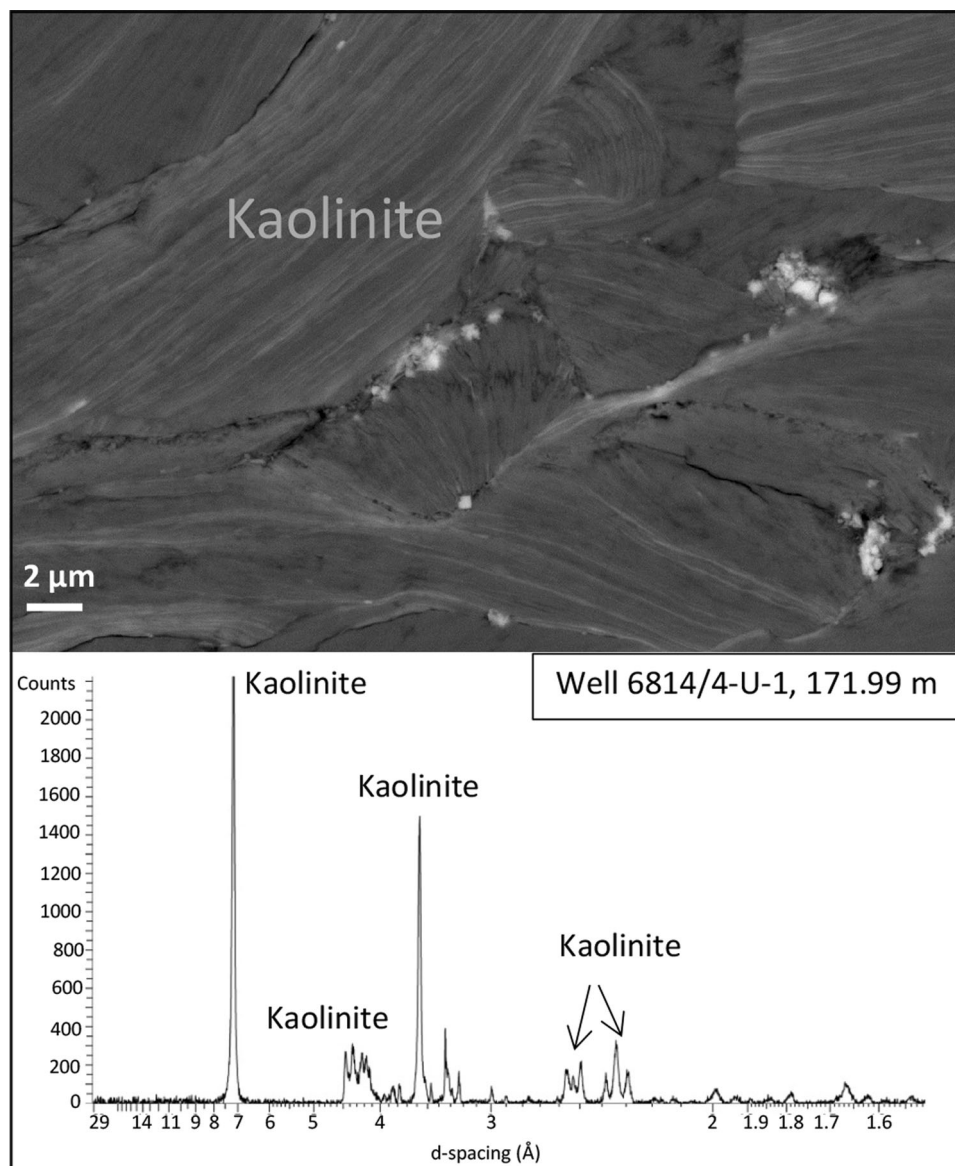 Kaolinite
2 µm
Well 6814/4-U-1, 171.99 m
Counts
Kaolinite
2000
1800
Kaolinite
1600
1400
1200
1000
800
Kaolinite
600
400
Kaolinite
200
0
29 14 11 9 8 7 6 5 4 3 2 1.9 1.8 1.7 1.6
d-spacing (Å)